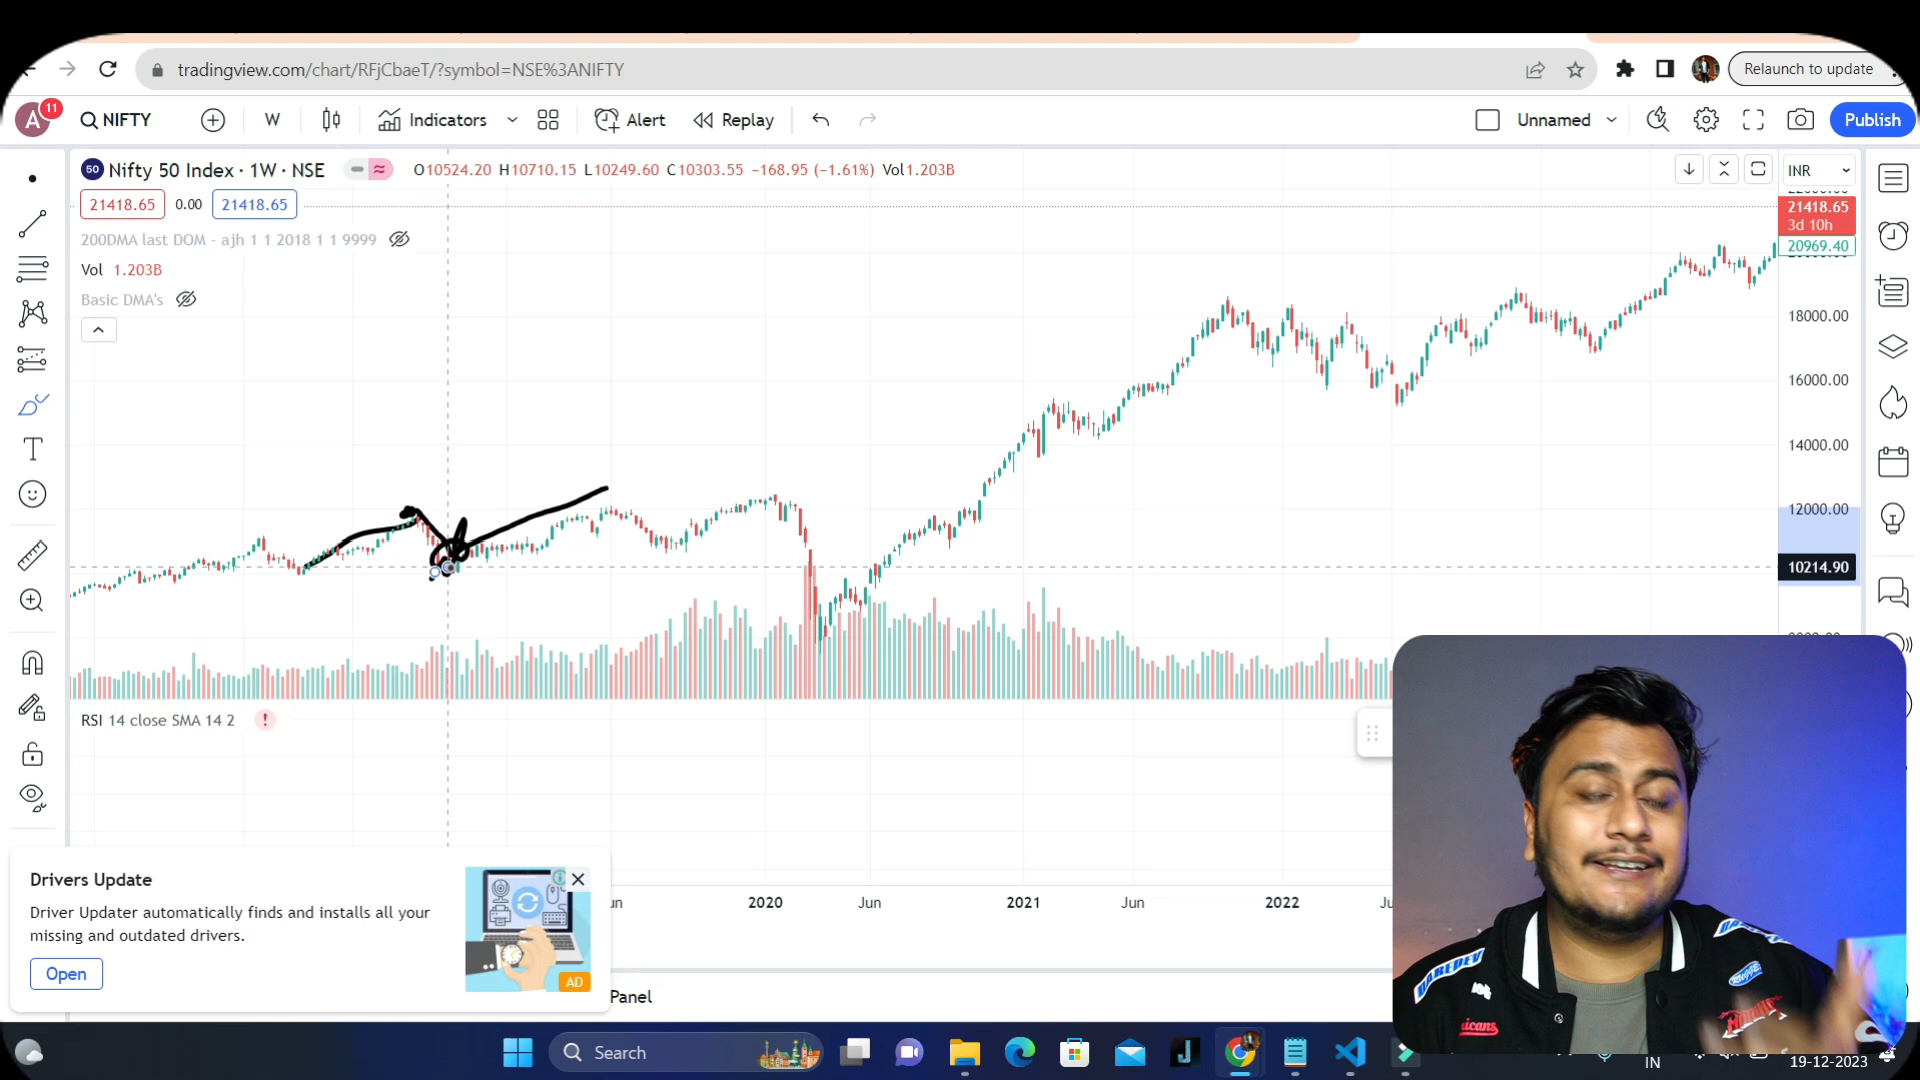 tradingview.com/chart/RFjCbaeT/?symbol=NSE%3ANIFTY
Relaunch to update
A 11 NIFTY W Indicators Alert Replay Unnamed Publish
50 Nifty 50 Index · 1W · NSE O10524.20 H10710.15 L10249.60 C10303.55 −168.95 (−1.61%) Vol1.203B
INR
21418.65 0.00 21418.65
21418.65
3d 10h
200DMA last DOM - ajh 1 1 2018 1 1 9999
20969.40
Vol 1.203B
Basic DMA's
18000.00
16000.00
14000.00
12000.00
10214.90
RSI 14 close SMA 14 2 !
2020 Jun 2021 Jun 2022
Drivers Update
Driver Updater automatically finds and installs all your
missing and outdated drivers.
Open
AD
Panel
DAREDEV
Search
IN
19-12-2023